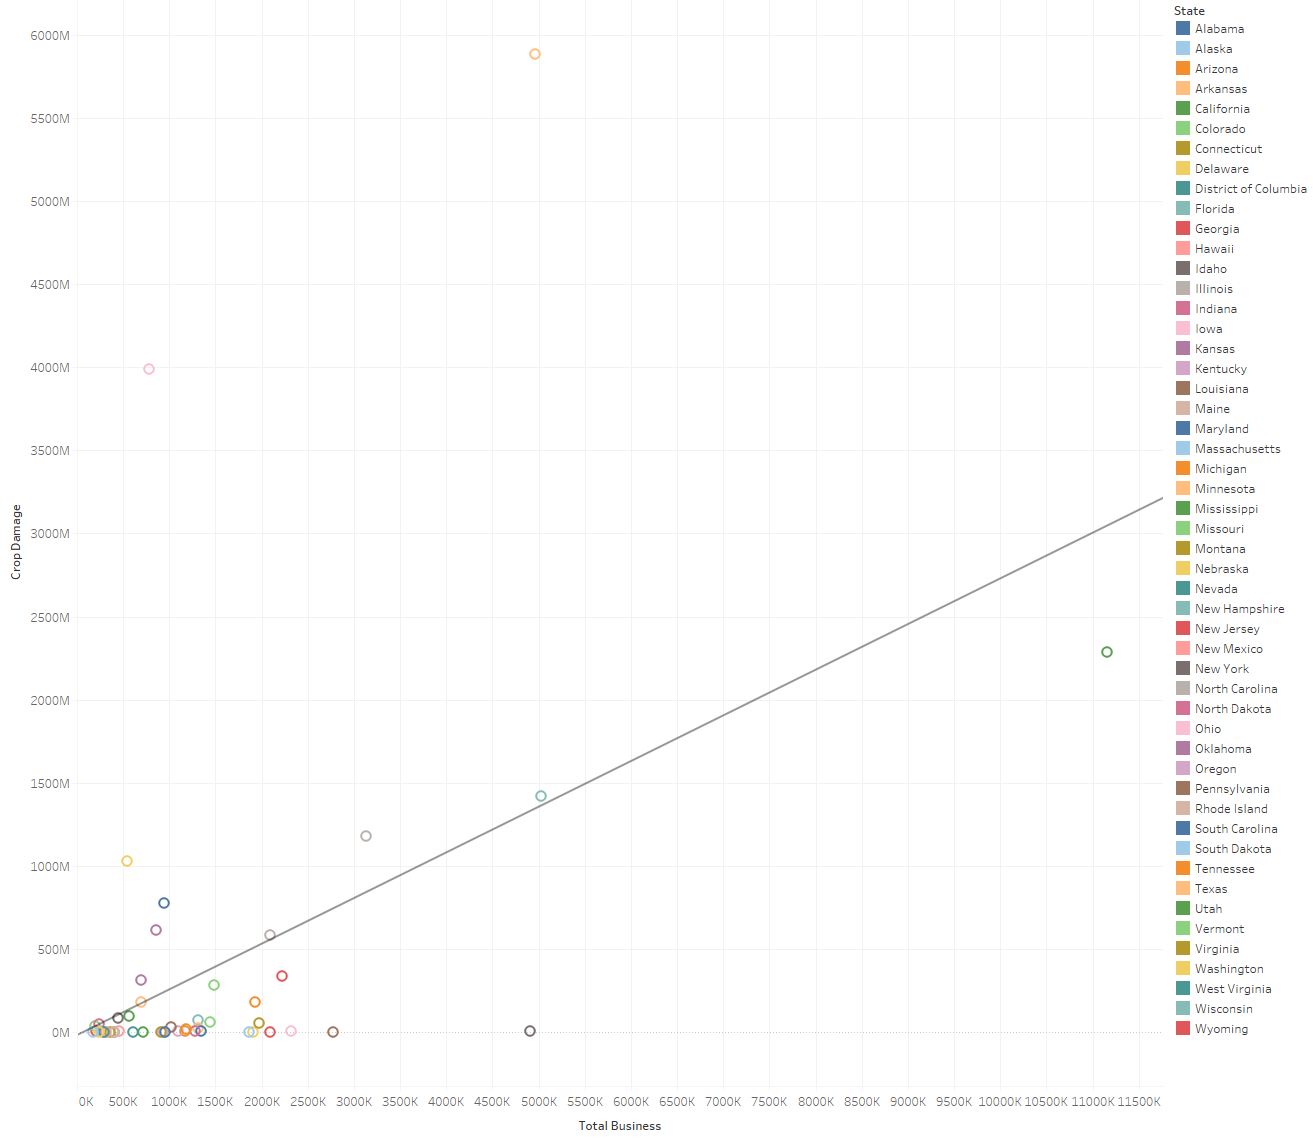 State
Alabama
Alaska
Arizona
Arkansas
California
Colorado
Connecticut
Delaware
District of Columbia
Florida
Georgia
Hawaii
Idaho
Illinois
Indiana
Iowa
Kansas
Kentucky
Louisiana
Maine
Maryland
Massachusetts
Michigan
Minnesota
Mississippi
Missouri
Montana
Nebraska
Nevada
New Hampshire
New Jersey
New Mexico
New York
North Carolina
North Dakota
Ohio
Oklahoma
Oregon
Pennsylvania
Rhode Island
South Carolina
South Dakota
Tennessee
Texas
Utah
Vermont
Virginia
Washington
West Virginia
Wisconsin
Wyoming
6000M
5500M
5000M
4500M
4000M
3500M
3000M
2500M
2000M
1500M
1000M
500M
0M
Crop Damage
0K 500K 1000K 1500K 2000K 2500K 3000K 3500K 4000K 4500K 5000K 5500K 6000K 6500K 7000K 7500K 8000K 8500K 9000K 9500K 10000K 10500K 11000K 11500K
Total Business